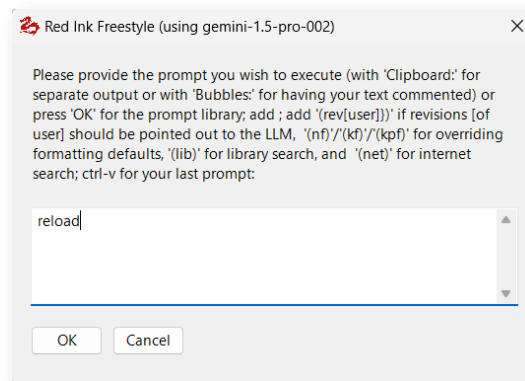 Red Ink Freestyle (using gemini-1.5-pro-002)
Please provide the prompt you wish to execute (with 'Clipboard:' for
separate output or with 'Bubbles:' for having your text commented) or
press 'OK' for the prompt library; add ; add '(rev[user]})' if revisions [of
user] should be pointed out to the LLM,  '(nf)'/'(kf)'/'(kpf)' for overriding
formatting defaults, '(lib)' for library search, and  '(net)' for internet
search; ctrl-v for your last prompt:
reload
OK Cancel